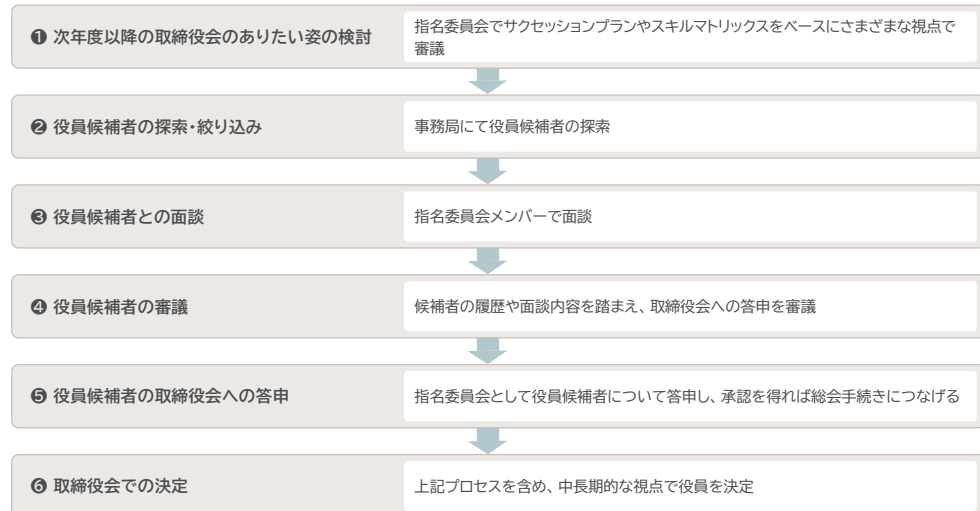 ❶ 次年度以降の取締役会のありたい姿の検討
指名委員会でサクセッションプランやスキルマトリックスをベースにさまざまな視点で
審議
❷ 役員候補者の探索・絞り込み
事務局にて役員候補者の探索
❸ 役員候補者との面談
指名委員会メンバーで面談
❹ 役員候補者の審議
候補者の履歴や面談内容を踏まえ、取締役会への答申を審議
❺ 役員候補者の取締役会への答申
指名委員会として役員候補者について答申し、承認を得れば総会手続きにつなげる
❻ 取締役会での決定
上記プロセスを含め、中長期的な視点で役員を決定